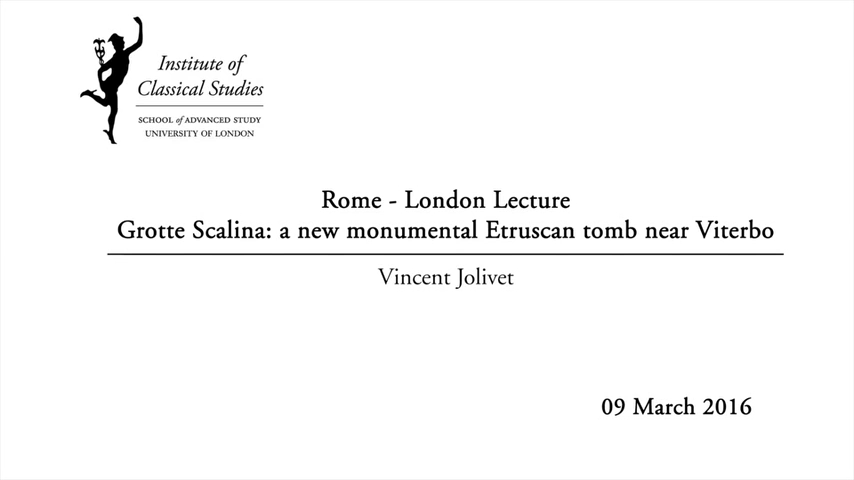 Institute of
Classical Studies
SCHOOL of ADVANCED STUDY
UNIVERSITY OF LONDON
Rome - London Lecture
Grotte Scalina: a new monumental Etruscan tomb near Viterbo
Vincent Jolivet
09 March 2016